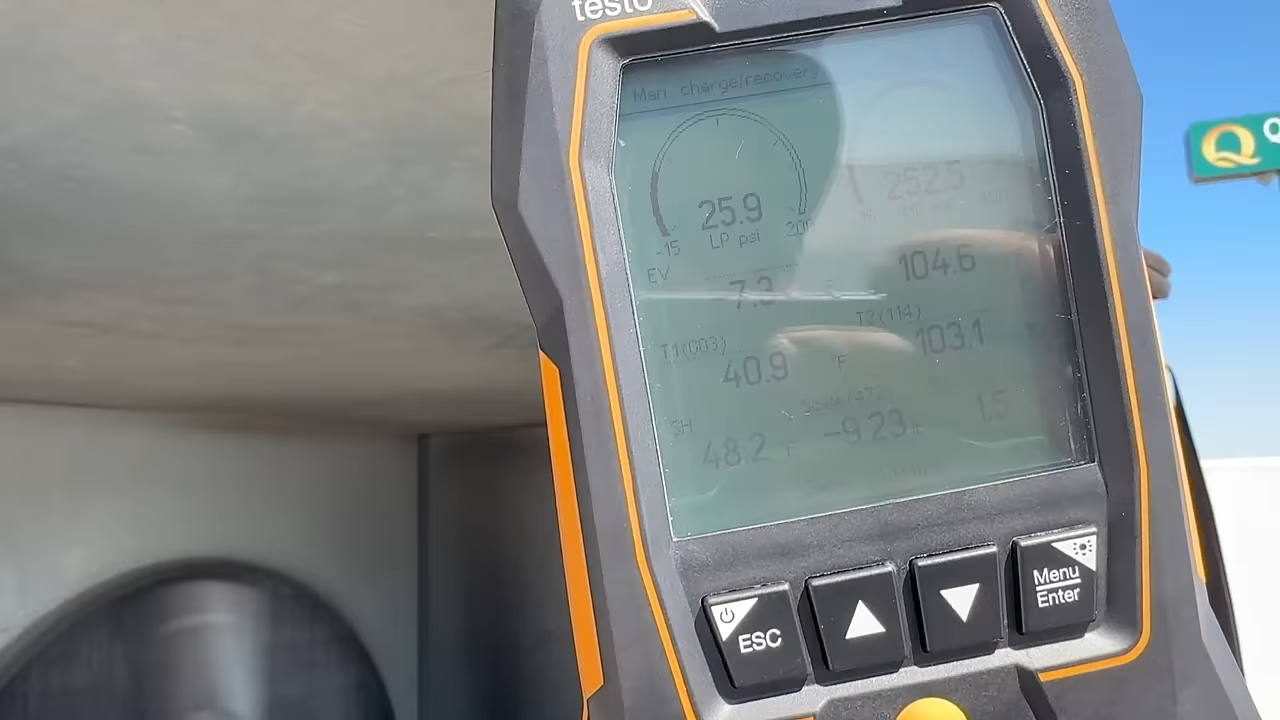 testo
Man charge/recovery
25.9
252.5
-15
LP psi
200
EV
7.3
104.6
T1(003)
T2(114)
40.9
°F
103.1
SH
Scale(472)
48.2
-9.23
1.5
ESC
Menu
Enter
Q